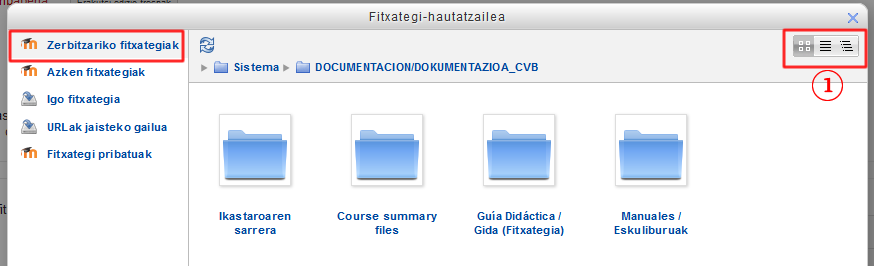 Fitxategi-hautatzailea
Zerbitzariko fitxategiak
Azken fitxategiak
Igo fitxategia
URLak jaisteko gailua
Fitxategi pribatuak
Sistema
DOCUMENTACION/DOKUMENTAZIOA_CVB
1
Ikastaroaren
sarrera
Course summary
files
Guía Didáctica /
Gida (Fitxategia)
Manuales /
Eskuliburuak